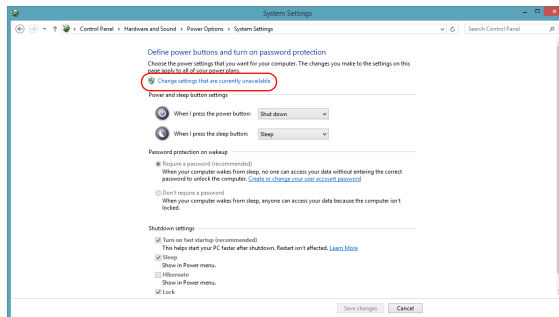 System Settings
Control Panel › Hardware and Sound › Power Options › System Settings
Search Control Panel
Define power buttons and turn on password protection
Choose the power settings that you want for your computer. The changes you make to the settings on this
page apply to all of your power plans.
Change settings that are currently unavailable
Power and sleep button settings
When I press the power button: Shut down
When I press the sleep button: Sleep
Password protection on wakeup
Require a password (recommended)
When your computer wakes from sleep, no one can access your data without entering the correct
password to unlock the computer. Create or change your user account password
Don't require a password
When your computer wakes from sleep, anyone can access your data because the computer isn't
locked.
Shutdown settings
Turn on fast startup (recommended)
This helps start your PC faster after shutdown. Restart isn't affected. Learn More
Sleep
Show in Power menu.
Hibernate
Show in Power menu.
Lock
Save changes Cancel